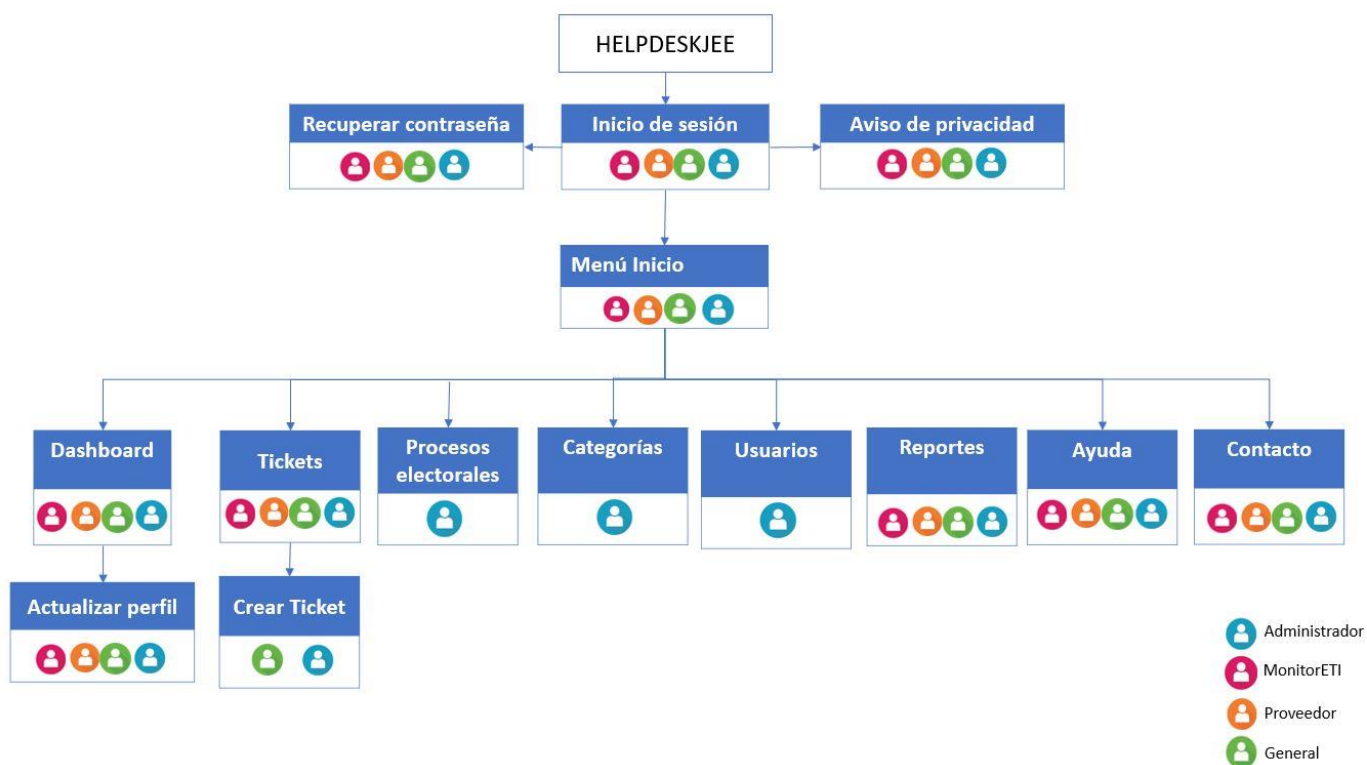 HELPDESKJEE
Recuperar contraseña
Inicio de sesión
Aviso de privacidad
Menú Inicio
Dashboard
Tickets
Procesos
electorales
Categorías
Usuarios
Reportes
Ayuda
Contacto
Actualizar perfil
Crear Ticket
Administrador
MonitorETI
Proveedor
General